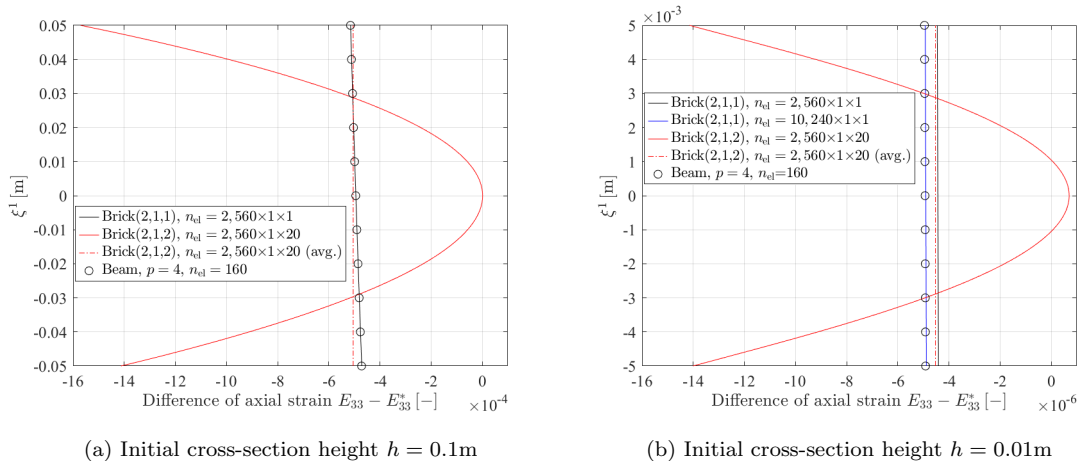 0.05
0.04
0.03
0.02
0.01
0
-0.01
-0.02
-0.03
-0.04
-0.05
ξ¹ [m]
Brick(2,1,1), n_el = 2,560×1×1
Brick(2,1,2), n_el = 2,560×1×20
Brick(2,1,2), n_el = 2,560×1×20 (avg.)
Beam, p = 4, n_el = 160
-16 -14 -12 -10 -8 -6 -4 -2 0
Difference of axial strain E₃₃ − E*₃₃ [−]
×10⁻⁴
(a) Initial cross-section height h = 0.1m
×10⁻³
5
4
3
2
1
0
-1
-2
-3
-4
-5
ξ¹ [m]
Brick(2,1,1), n_el = 2,560×1×1
Brick(2,1,1), n_el = 10,240×1×1
Brick(2,1,2), n_el = 2,560×1×20
Brick(2,1,2), n_el = 2,560×1×20 (avg.)
Beam, p = 4, n_el=160
-16 -14 -12 -10 -8 -6 -4 -2 0
Difference of axial strain E₃₃ − E*₃₃ [−]
×10⁻⁶
(b) Initial cross-section height h = 0.01m